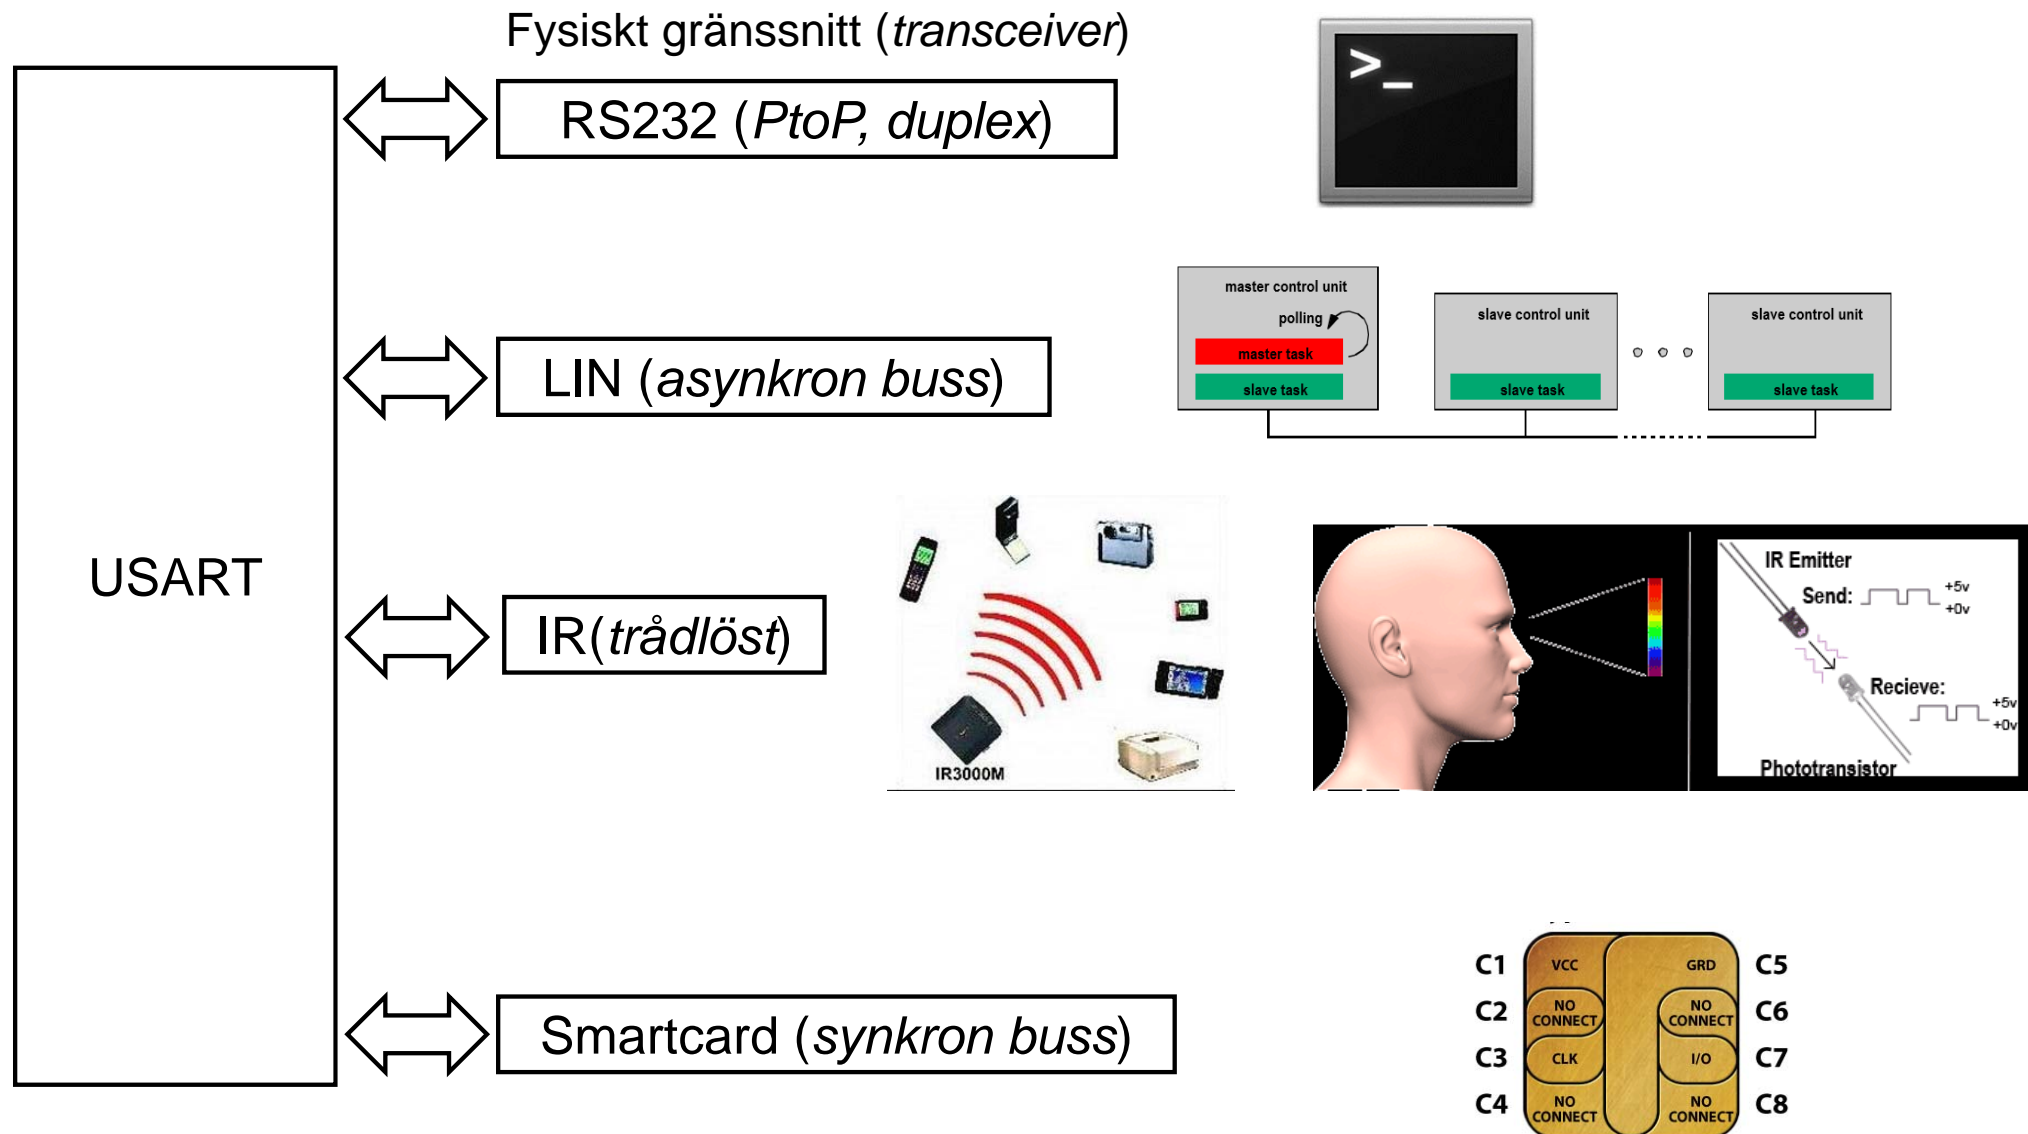 Fysiskt gränssnitt (transceiver)
RS232 (PtoP, duplex)
>_
LIN (asynkron buss)
master control unit
polling
master task
slave task
slave control unit
slave task
slave control unit
slave task
USART
IR(trådlöst)
IR3000M
IR Emitter
Send:
+5v
+0v
Recieve:
+5v
+0v
Phototransistor
Smartcard (synkron buss)
C1 VCC GRD C5
C2 NO CONNECT NO CONNECT C6
C3 CLK I/O C7
C4 NO CONNECT NO CONNECT C8